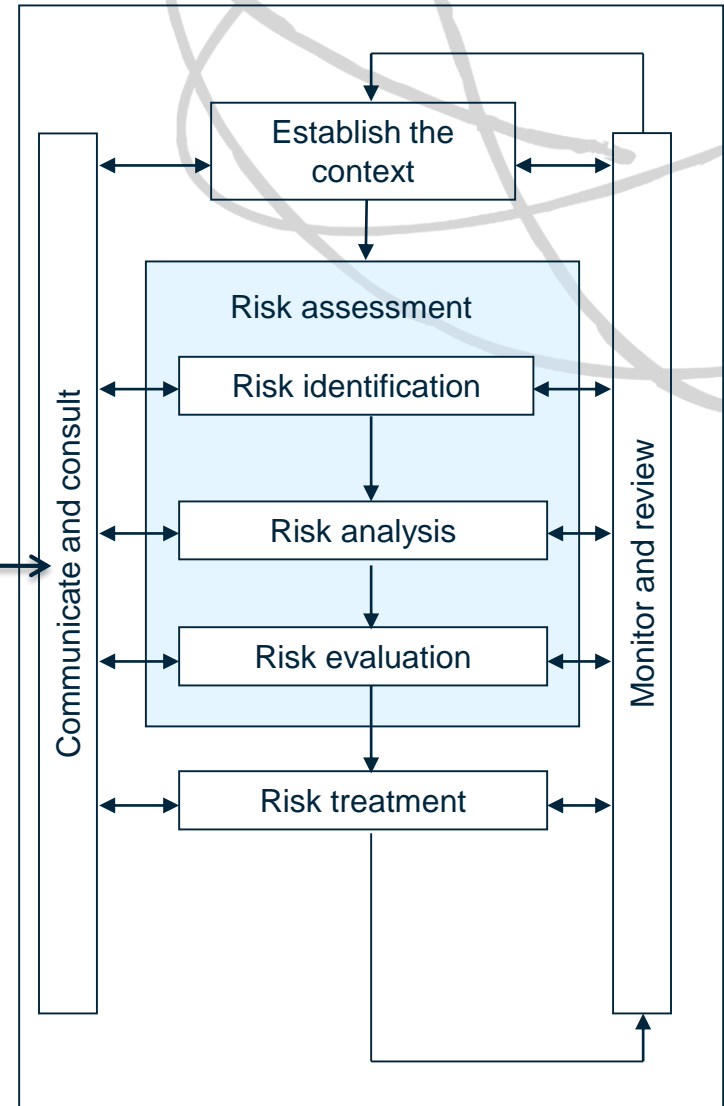 Establish the
context
Risk assessment
Risk identification
Risk analysis
Risk evaluation
Risk treatment
Communicate and consult
Monitor and review